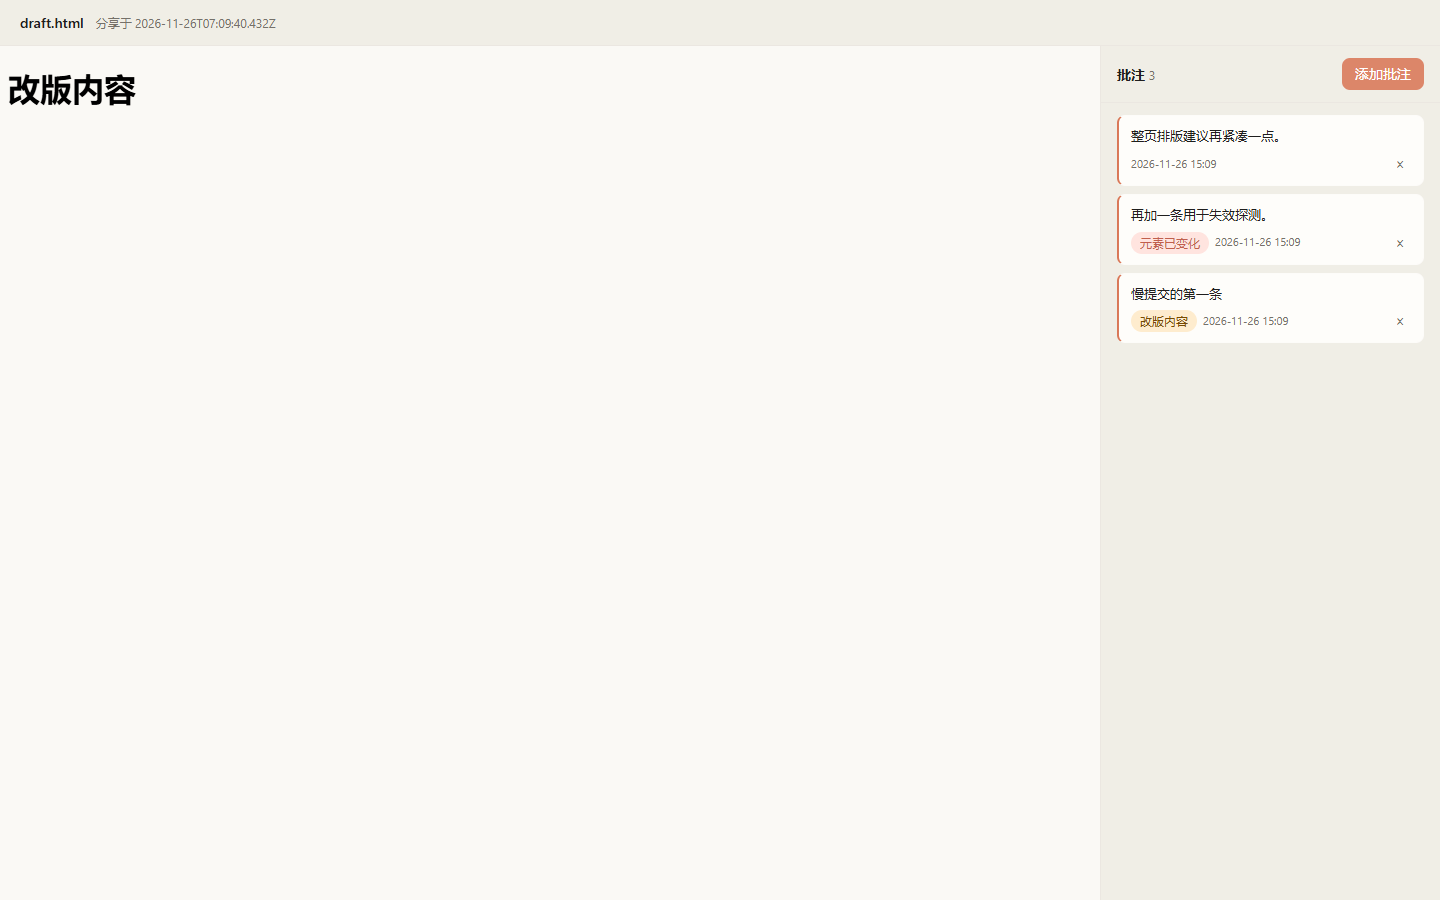 draft.html 分享于 2026-11-26T07:09:40.432Z
改版内容
批注 3
添加批注
整页排版建议再紧凑一点。
2026-11-26 15:09 ×
再加一条用于失效探测。
元素已变化 2026-11-26 15:09 ×
慢提交的第一条
改版内容 2026-11-26 15:09 ×